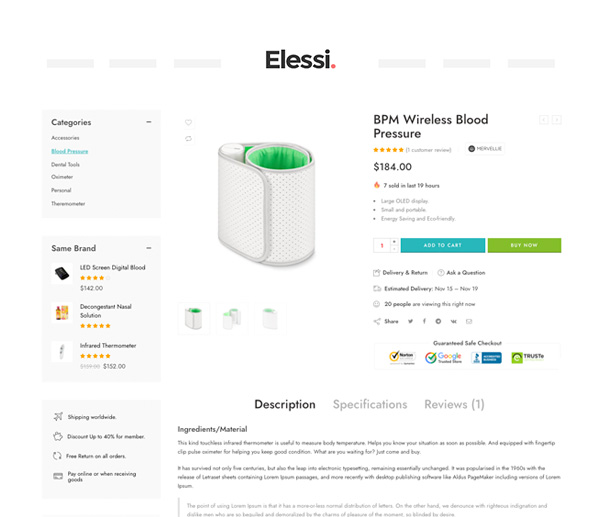 Elessi.
Categories
Accessories
Blood Pressure
Dental Tools
Oximeter
Personal
Theremometer
Same Brand
LED Screen Digital Blood
$142.00
Decongestant Nasal
Solution
Infrared Thermometer
$159.00 $152.00
Shipping worldwide.
Discount Up to 40% for member.
Free Return on all orders.
Pay online or when receiving
goods
BPM Wireless Blood
Pressure
(1 customer review)
MERVELLIE
$184.00
7 sold in last 19 hours
Large OLED display.
Small and portable.
Energy Saving and Ecofriendly.
1
+
-
ADD TO CART
BUY NOW
Delivery & Return
Ask a Question
Estimated Delivery: Nov 15 – Nov 19
20 people are viewing this right now
Share
Guaranteed Safe Checkout
Norton
Google
Trusted Store
TRUSTe
Description
Specifications
Reviews (1)
Ingredients/Material
This kind touchless infrared thermometer is useful to measure body temperature. Helps you know your situation as soon as possible. And equipped with fingertip
clip pulse oximeter for helping you keep good condition. What are you waiting for? Just come and buy.
It has survived not only five centuries, but also the leap into electronic typesetting, remaining essentially unchanged. It was popularised in the 1960s with the
release of Letraset sheets containing Lorem Ipsum passages, and more recently with desktop publishing software like Aldus PageMaker including versions of Lorem
Ipsum.
The point of using Lorem Ipsum is that it has a more-or-less normal distribution of letters. On the other hand, we denounce with righteous indignation and
dislike men who are so beguiled and demoralized by the charms of pleasure of the moment, so blinded by desire.